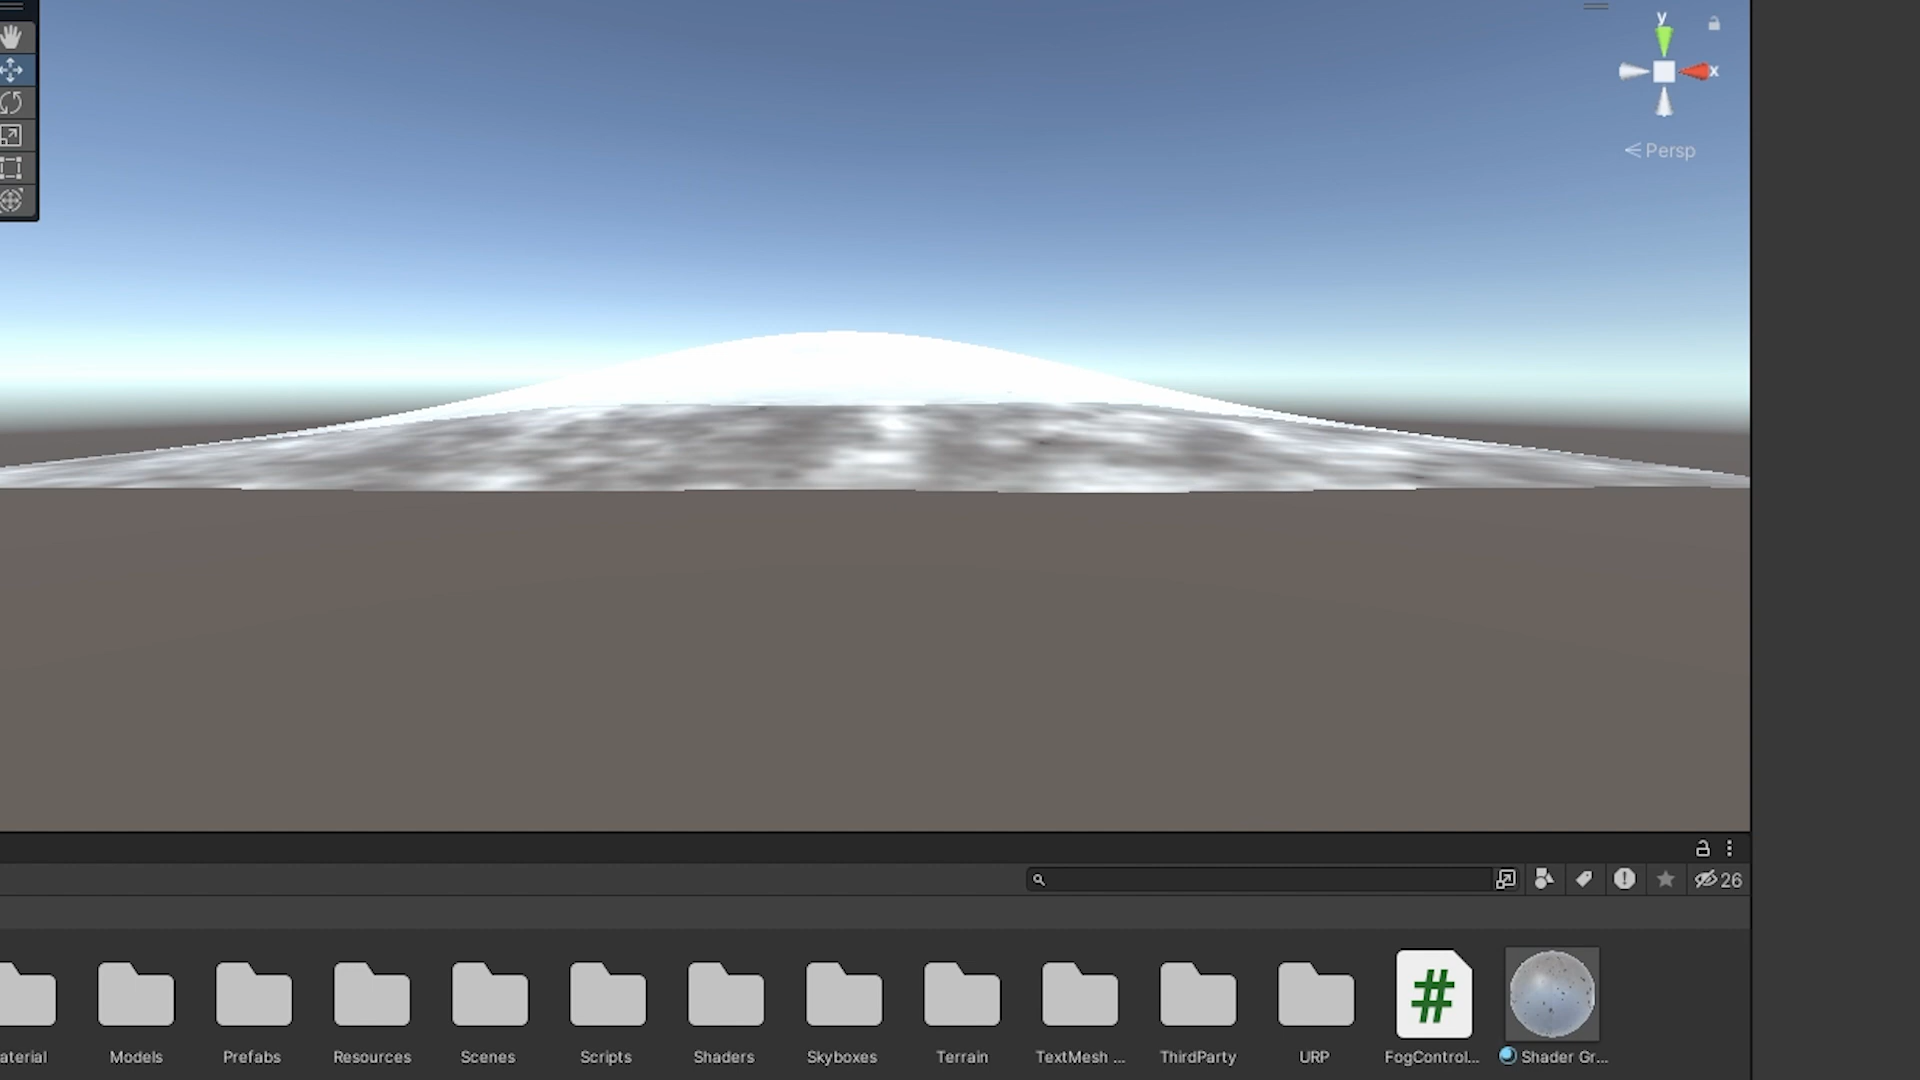 y
x
Persp
26
aterial
Models
Prefabs
Resources
Scenes
Scripts
Shaders
Skyboxes
Terrain
TextMesh ...
ThirdParty
URP
FogControl...
Shader Gr...